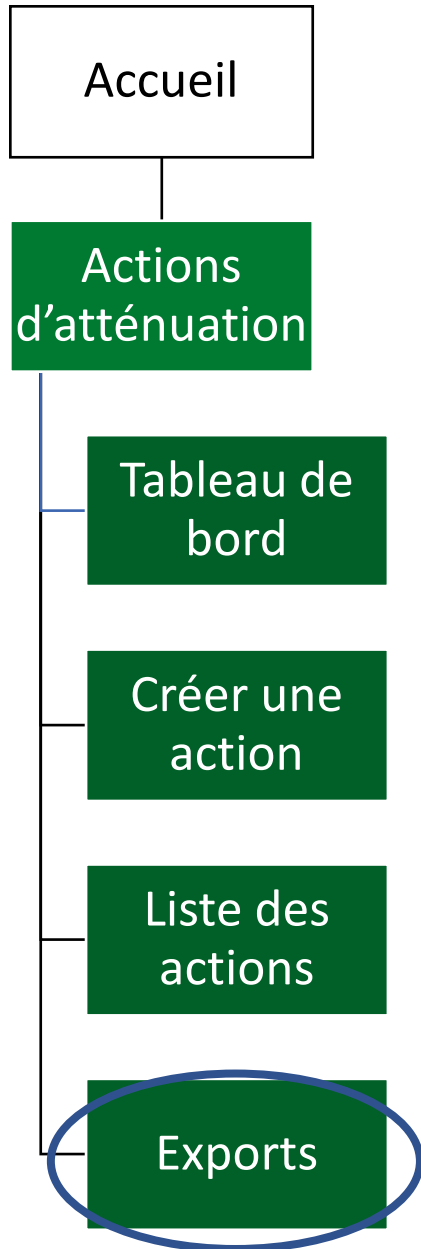 Accueil
Actions
d'atténuation
Tableau de
bord
Créer une
action
Liste des
actions
Exports